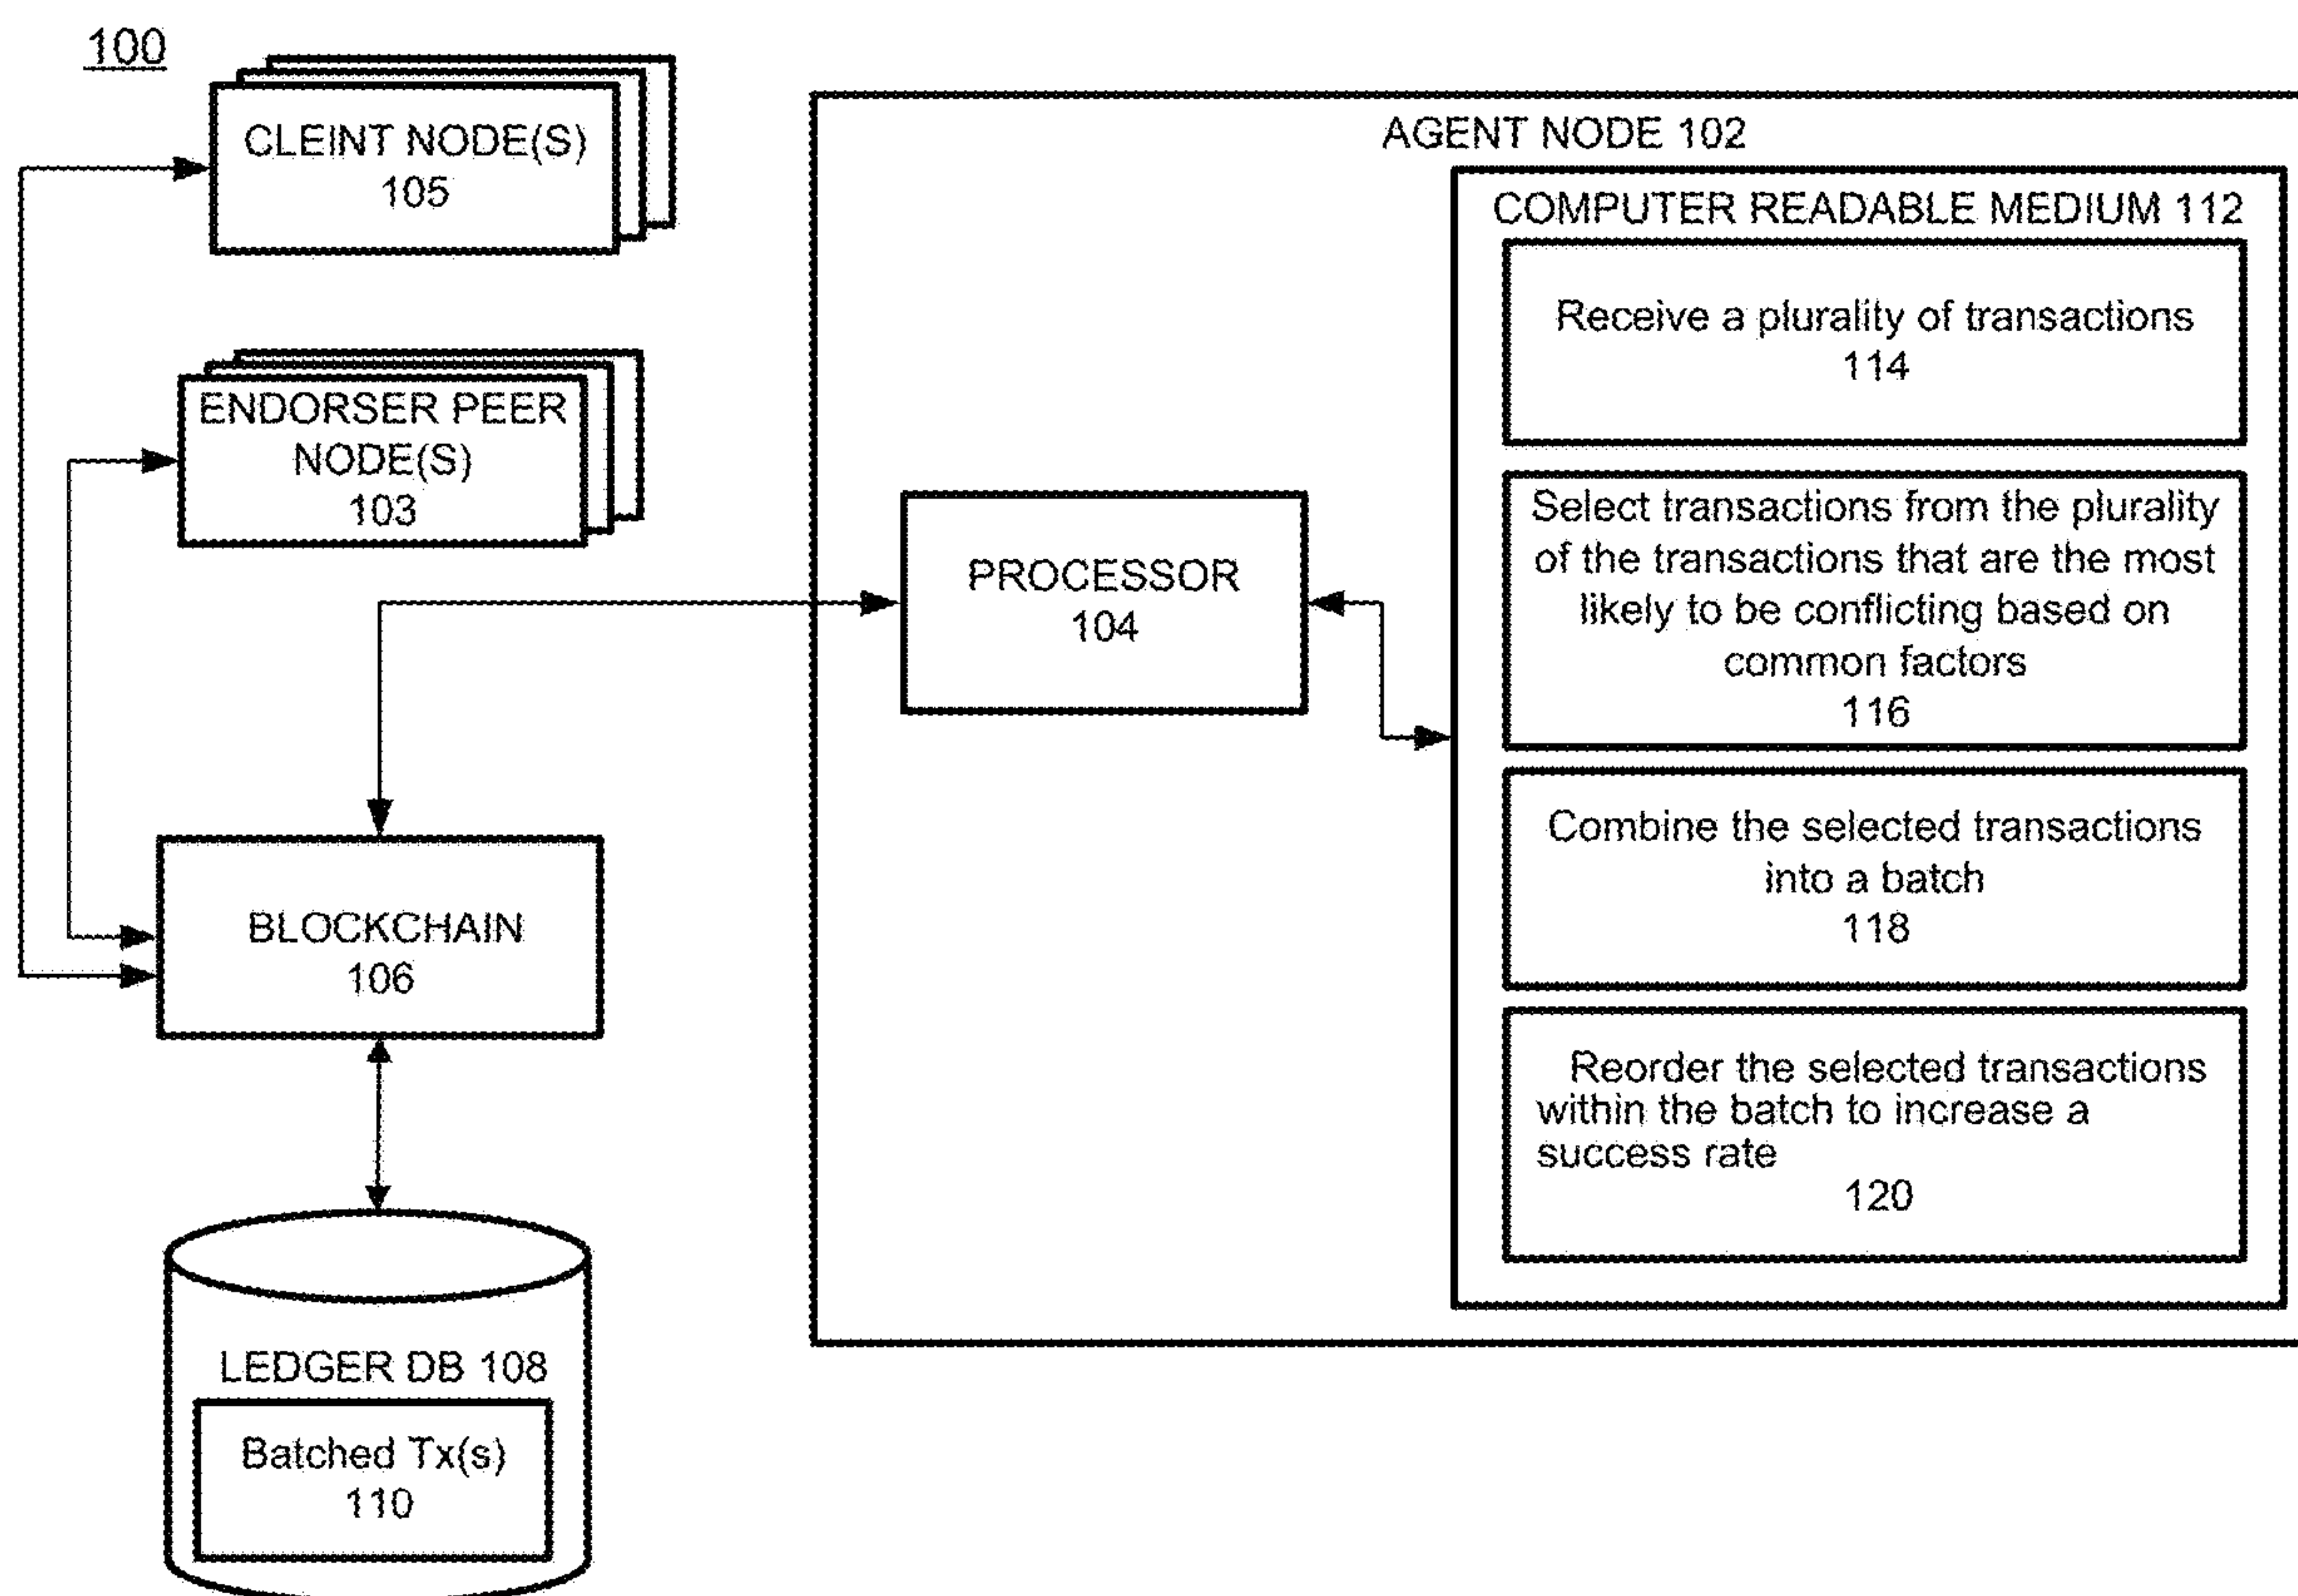 100
CLEINT NODE(S)
105
ENDORSER PEER
NODE(S)
103
BLOCKCHAIN
106
LEDGER DB 108
Batched Tx(s)
110
AGENT NODE 102
PROCESSOR
104
COMPUTER READABLE MEDIUM 112
Receive a plurality of transactions
114
Select transactions from the plurality
of the transactions that are the most
likely to be conflicting based on
common factors
116
Combine the selected transactions
into a batch
118
Reorder the selected transactions
within the batch to increase a
success rate
120